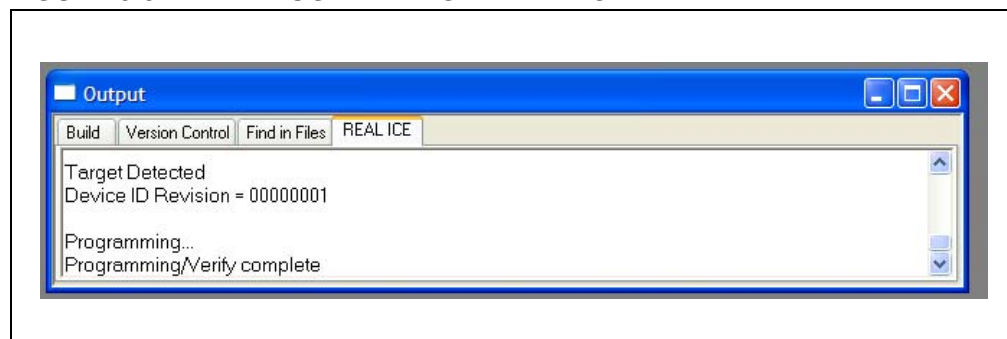 Output
Build Version Control Find in Files REAL ICE
Target Detected
Device ID Revision = 00000001
Programming...
Programming/Verify complete